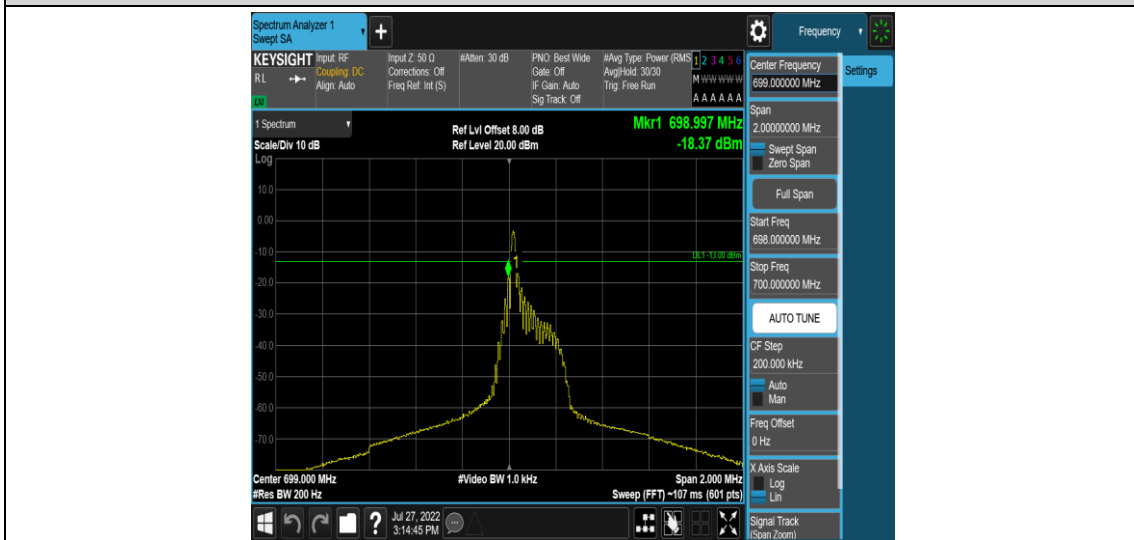 Spectrum Analyzer 1
Swept SA
+
Frequency
KEYSIGHT
RL
LXI
Input: RF
Coupling: DC
Align: Auto
Input Z: 50 Ω
Corrections: Off
Freq Ref: Int (S)
#Atten: 30 dB
PNO: Best Wide
Gate: Off
IF Gain: Auto
Sig Track: Off
#Avg Type: Power (RMS
Avg|Hold: 30/30
Trig: Free Run
1 2 3 4 5 6
M W W W W W
A A A A A A
1 Spectrum
Scale/Div 10 dB
Ref Lvl Offset 8.00 dB
Ref Level 20.00 dBm
Mkr1 698.997 MHz
-18.37 dBm
Log
10.0
0.00
-10.0
-20.0
-30.0
-40.0
-50.0
-60.0
-70.0
1
DL1 -13.00 dBm
Center 699.000 MHz
#Res BW 200 Hz
#Video BW 1.0 kHz
Span 2.000 MHz
Sweep (FFT) ~107 ms (601 pts)
?
Jul 27, 2022
3:14:45 PM
Center Frequency
699.000000 MHz
Settings
Span
2.00000000 MHz
Swept Span
Zero Span
Full Span
Start Freq
698.000000 MHz
Stop Freq
700.000000 MHz
AUTO TUNE
CF Step
200.000 kHz
Auto
Man
Freq Offset
0 Hz
X Axis Scale
Log
Lin
Signal Track
(Span Zoom)